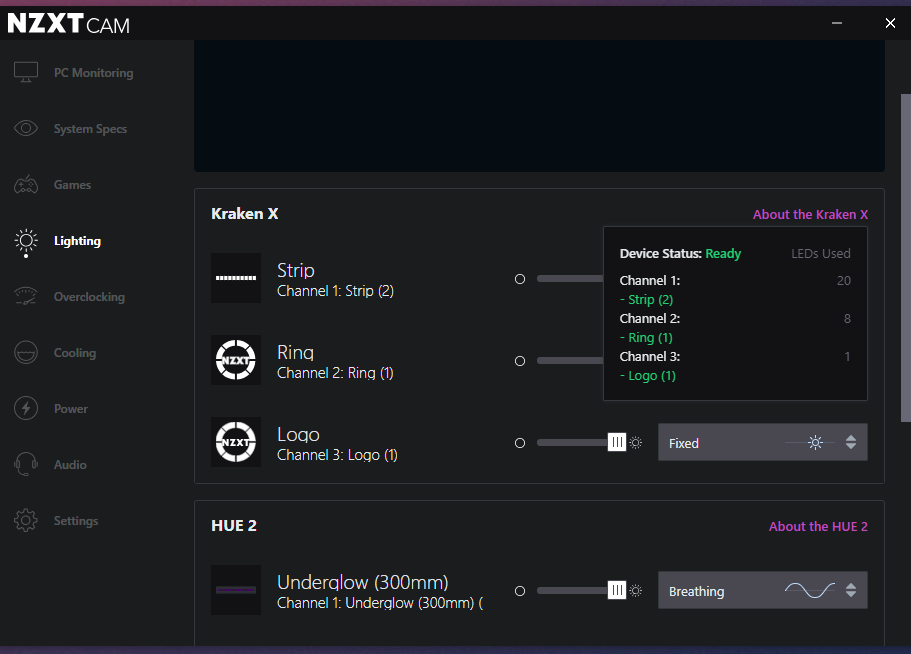 NZXT CAM
PC Monitoring
System Specs
Games
Lighting
Overclocking
Cooling
Power
Audio
Settings
Kraken X
About the Kraken X
Strip
Channel 1: Strip (2)
Ring
Channel 2: Ring (1)
Logo
Channel 3: Logo (1)
Device Status: Ready
LEDs Used
Channel 1:
20
- Strip (2)
Channel 2:
8
- Ring (1)
Channel 3:
1
- Logo (1)
NZXT
NZXT
Fixed
HUE 2
About the HUE 2
Underglow (300mm)
Channel 1: Underglow (300mm) (
Breathing